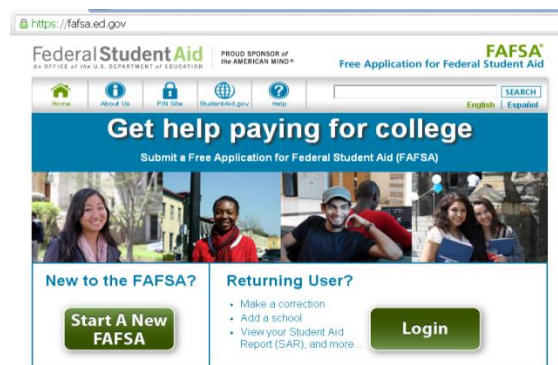 https://fafsa.ed.gov
Federal Student Aid
An OFFICE of the U.S. DEPARTMENT of EDUCATION
PROUD SPONSOR of
the AMERICAN MIND®
FAFSA®
Free Application for Federal Student Aid
Home
About Us
PIN Site
StudentAid.gov
Help
SEARCH
English | Español
Get help paying for college
Submit a Free Application for Federal Student Aid (FAFSA)
New to the FAFSA?
Start A New
FAFSA
Returning User?
• Make a correction
• Add a school
• View your Student Aid
Report (SAR), and more...
Login